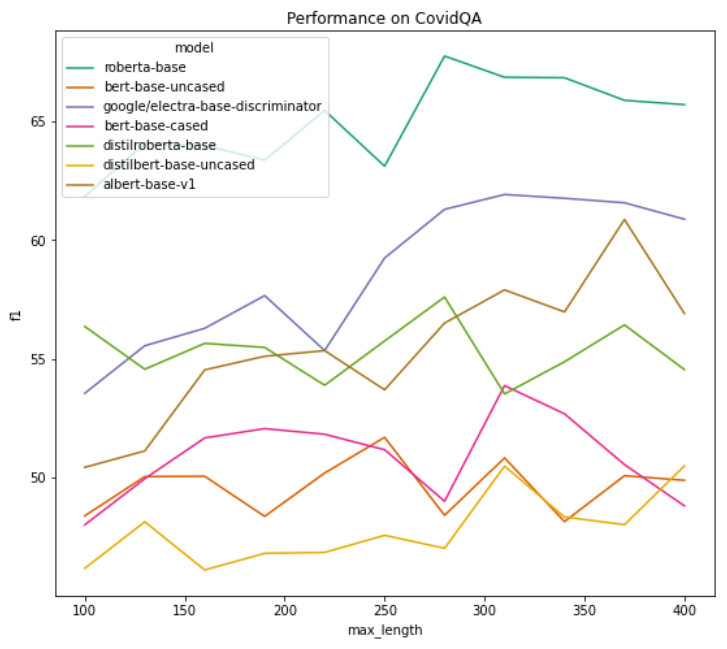 Performance on CovidQA
model
roberta-base
bert-base-uncased
google/electra-base-discriminator
bert-base-cased
distilroberta-base
distilbert-base-uncased
albert-base-v1
65
60
55
50
f1
100 150 200 250 300 350 400
max_length